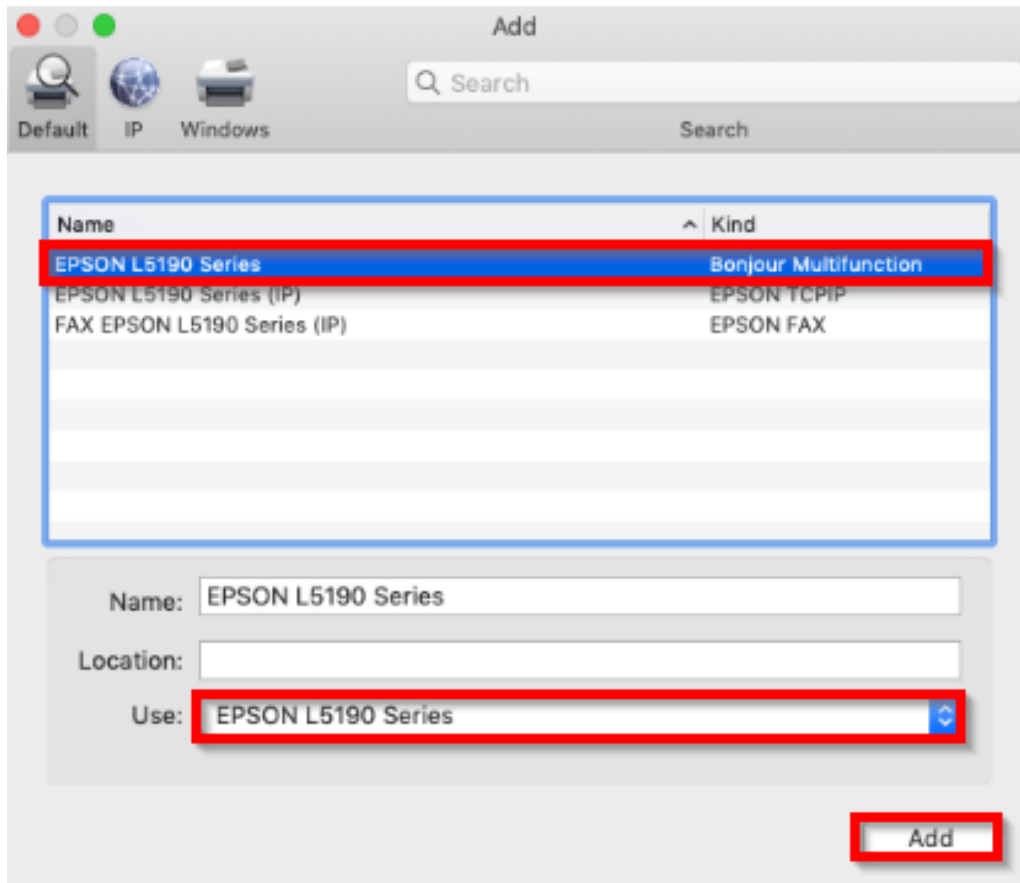 Add
Search
Default IP Windows Search
Name Kind
EPSON L5190 Series Bonjour Multifunction
EPSON L5190 Series (IP) EPSON TCPIP
FAX EPSON L5190 Series (IP) EPSON FAX
Name: EPSON L5190 Series
Location:
Use: EPSON L5190 Series
Add